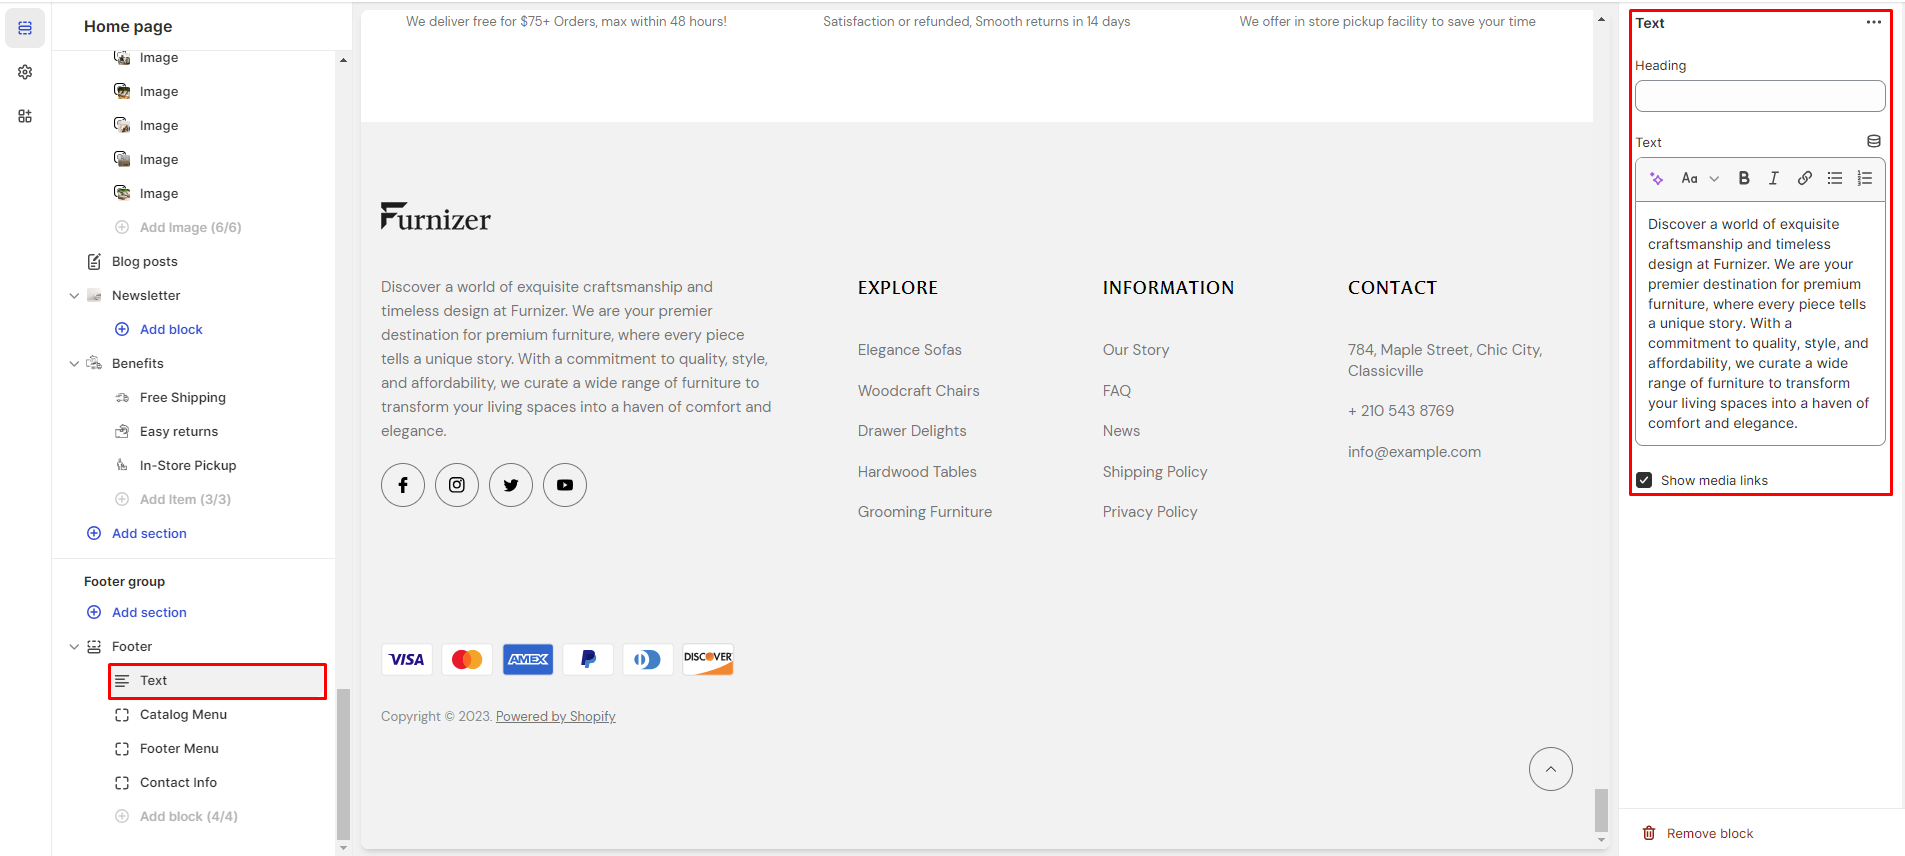 Home page
Image
Image
Image
Image
Image
Add Image (6/6)
Blog posts
Newsletter
Add block
Benefits
Free Shipping
Easy returns
In-Store Pickup
Add Item (3/3)
Add section
Footer group
Add section
Footer
Text
Catalog Menu
Footer Menu
Contact Info
Add block (4/4)
We deliver free for $75+ Orders, max within 48 hours!
Satisfaction or refunded, Smooth returns in 14 days
We offer in store pickup facility to save your time
Furnizer
Discover a world of exquisite craftsmanship and
timeless design at Furnizer. We are your premier
destination for premium furniture, where every piece
tells a unique story. With a commitment to quality, style,
and affordability, we curate a wide range of furniture to
transform your living spaces into a haven of comfort and
elegance.
EXPLORE
Elegance Sofas
Woodcraft Chairs
Drawer Delights
Hardwood Tables
Grooming Furniture
INFORMATION
Our Story
FAQ
News
Shipping Policy
Privacy Policy
CONTACT
784, Maple Street, Chic City,
Classicville
+ 210 543 8769
info@example.com
VISA
AMEX
DISCOVER
Copyright © 2023. Powered by Shopify
Text
Heading
Text
Aa
B
I
Discover a world of exquisite
craftsmanship and timeless
design at Furnizer. We are your
premier destination for premium
furniture, where every piece tells
a unique story. With a
commitment to quality, style, and
affordability, we curate a wide
range of furniture to transform
your living spaces into a haven of
comfort and elegance.
Show media links
Remove block